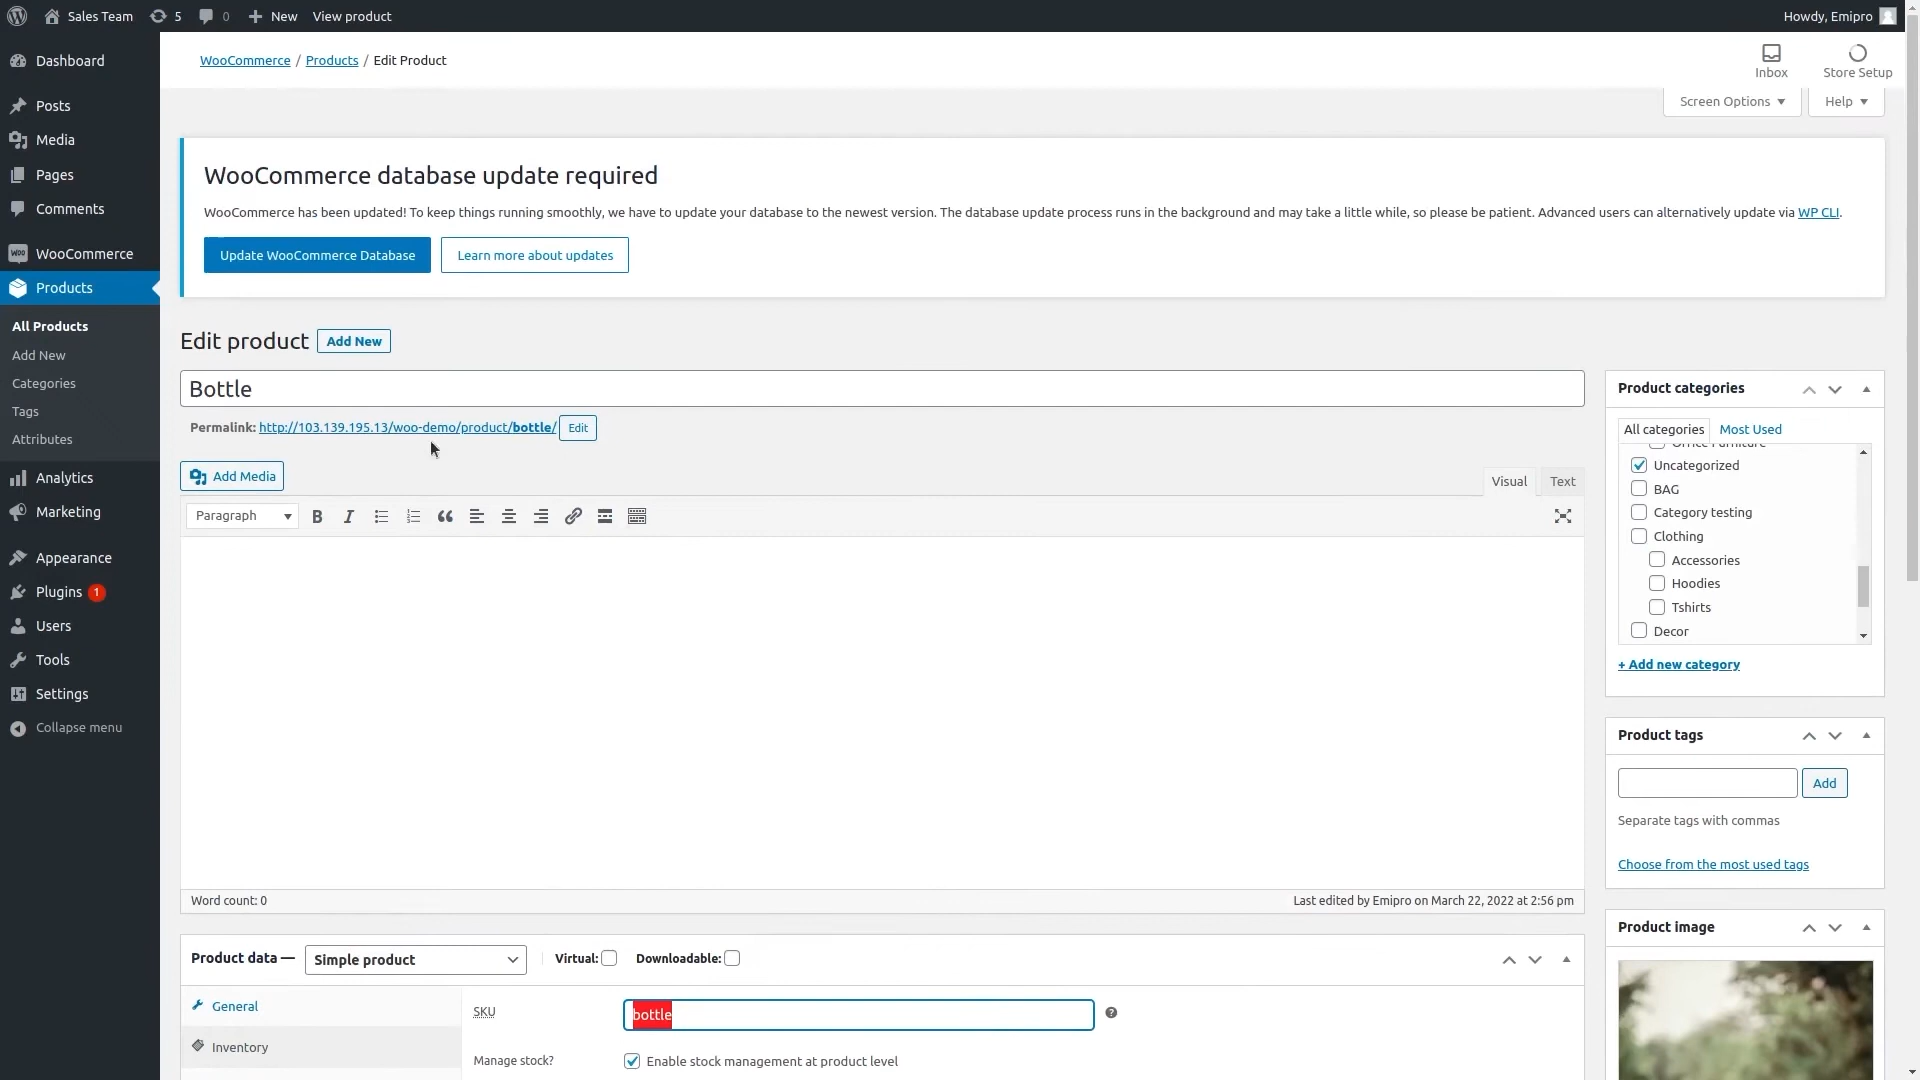 Sales Team 5 0 New View product Howdy, Emipro
WooCommerce / Products / Edit Product
Inbox
Store Setup
Screen Options
Help
Dashboard
Posts
Media
Pages
Comments
WooCommerce
Products
All Products
Add New
Categories
Tags
Attributes
Analytics
Marketing
Appearance
Plugins 1
Users
Tools
Settings
Collapse menu
WooCommerce database update required
WooCommerce has been updated! To keep things running smoothly, we have to update your database to the newest version. The database update process runs in the background and may take a little while, so please be patient. Advanced users can alternatively update via WP CLI.
Update WooCommerce Database
Learn more about updates
Edit product
Add New
Bottle
Permalink: http://103.139.195.13/woo-demo/product/bottle/ Edit
Add Media
Visual
Text
Paragraph
Word count: 0
Last edited by Emipro on March 22, 2022 at 2:56 pm
Product data — Simple product Virtual: Downloadable:
General
Inventory
SKU bottle
Manage stock? Enable stock management at product level
Product categories
All categories
Most Used
Office Furniture
Uncategorized
BAG
Category testing
Clothing
Accessories
Hoodies
Tshirts
Decor
+ Add new category
Product tags
Add
Separate tags with commas
Choose from the most used tags
Product image